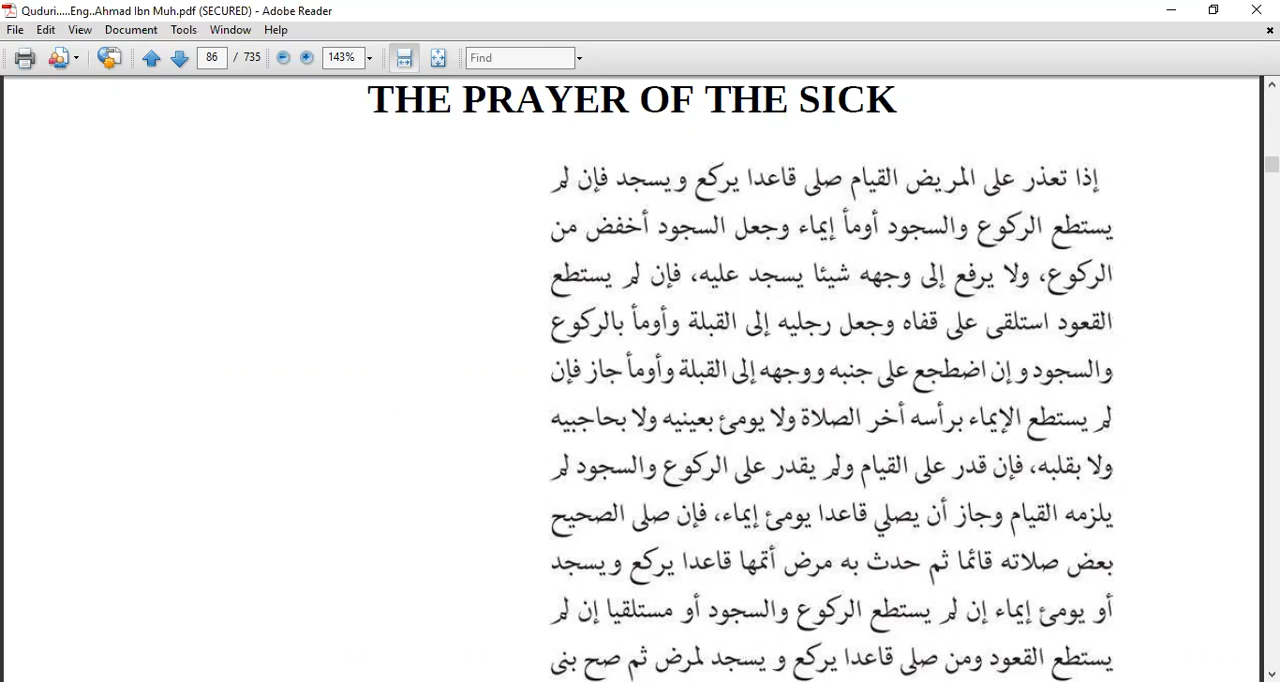 Quduri.....Eng..Ahmad Ibn Muh.pdf (SECURED) - Adobe Reader
File Edit View Document Tools Window Help
86 / 735 143% Find
THE PRAYER OF THE SICK
إذا تعذر على المريض القيام صلى قاعدا يركع ويسجد فإن لم
يستطع الركوع والسجود أومأ إيماء وجعل السجود أخفض من
الركوع، ولا يرفع إلى وجهه شيئا يسجد عليه، فإن لم يستطع
القعود استلقى على قفاه وجعل رجليه إلى القبلة وأومأ بالركوع
والسجود وإن اضطجع على جنبه ووجهه إلى القبلة وأومأ جاز فإن
لم يستطع الإيماء برأسه أخر الصلاة ولا يومئ بعينيه ولا بحاجبيه
ولا بقلبه، فإن قدر على القيام ولم يقدر على الركوع والسجود لم
يلزمه القيام وجاز أن يصلي قاعدا يومئ إيماء، فإن صلى الصحيح
بعض صلاته قائما ثم حدث به مرض أتمها قاعدا يركع ويسجد
أو يومئ إيماء إن لم يستطع الركوع والسجود أو مستلقيا إن لم
يستطع القعود ومن صلى قاعدا يركع و يسجد لمرض ثم صح بنى